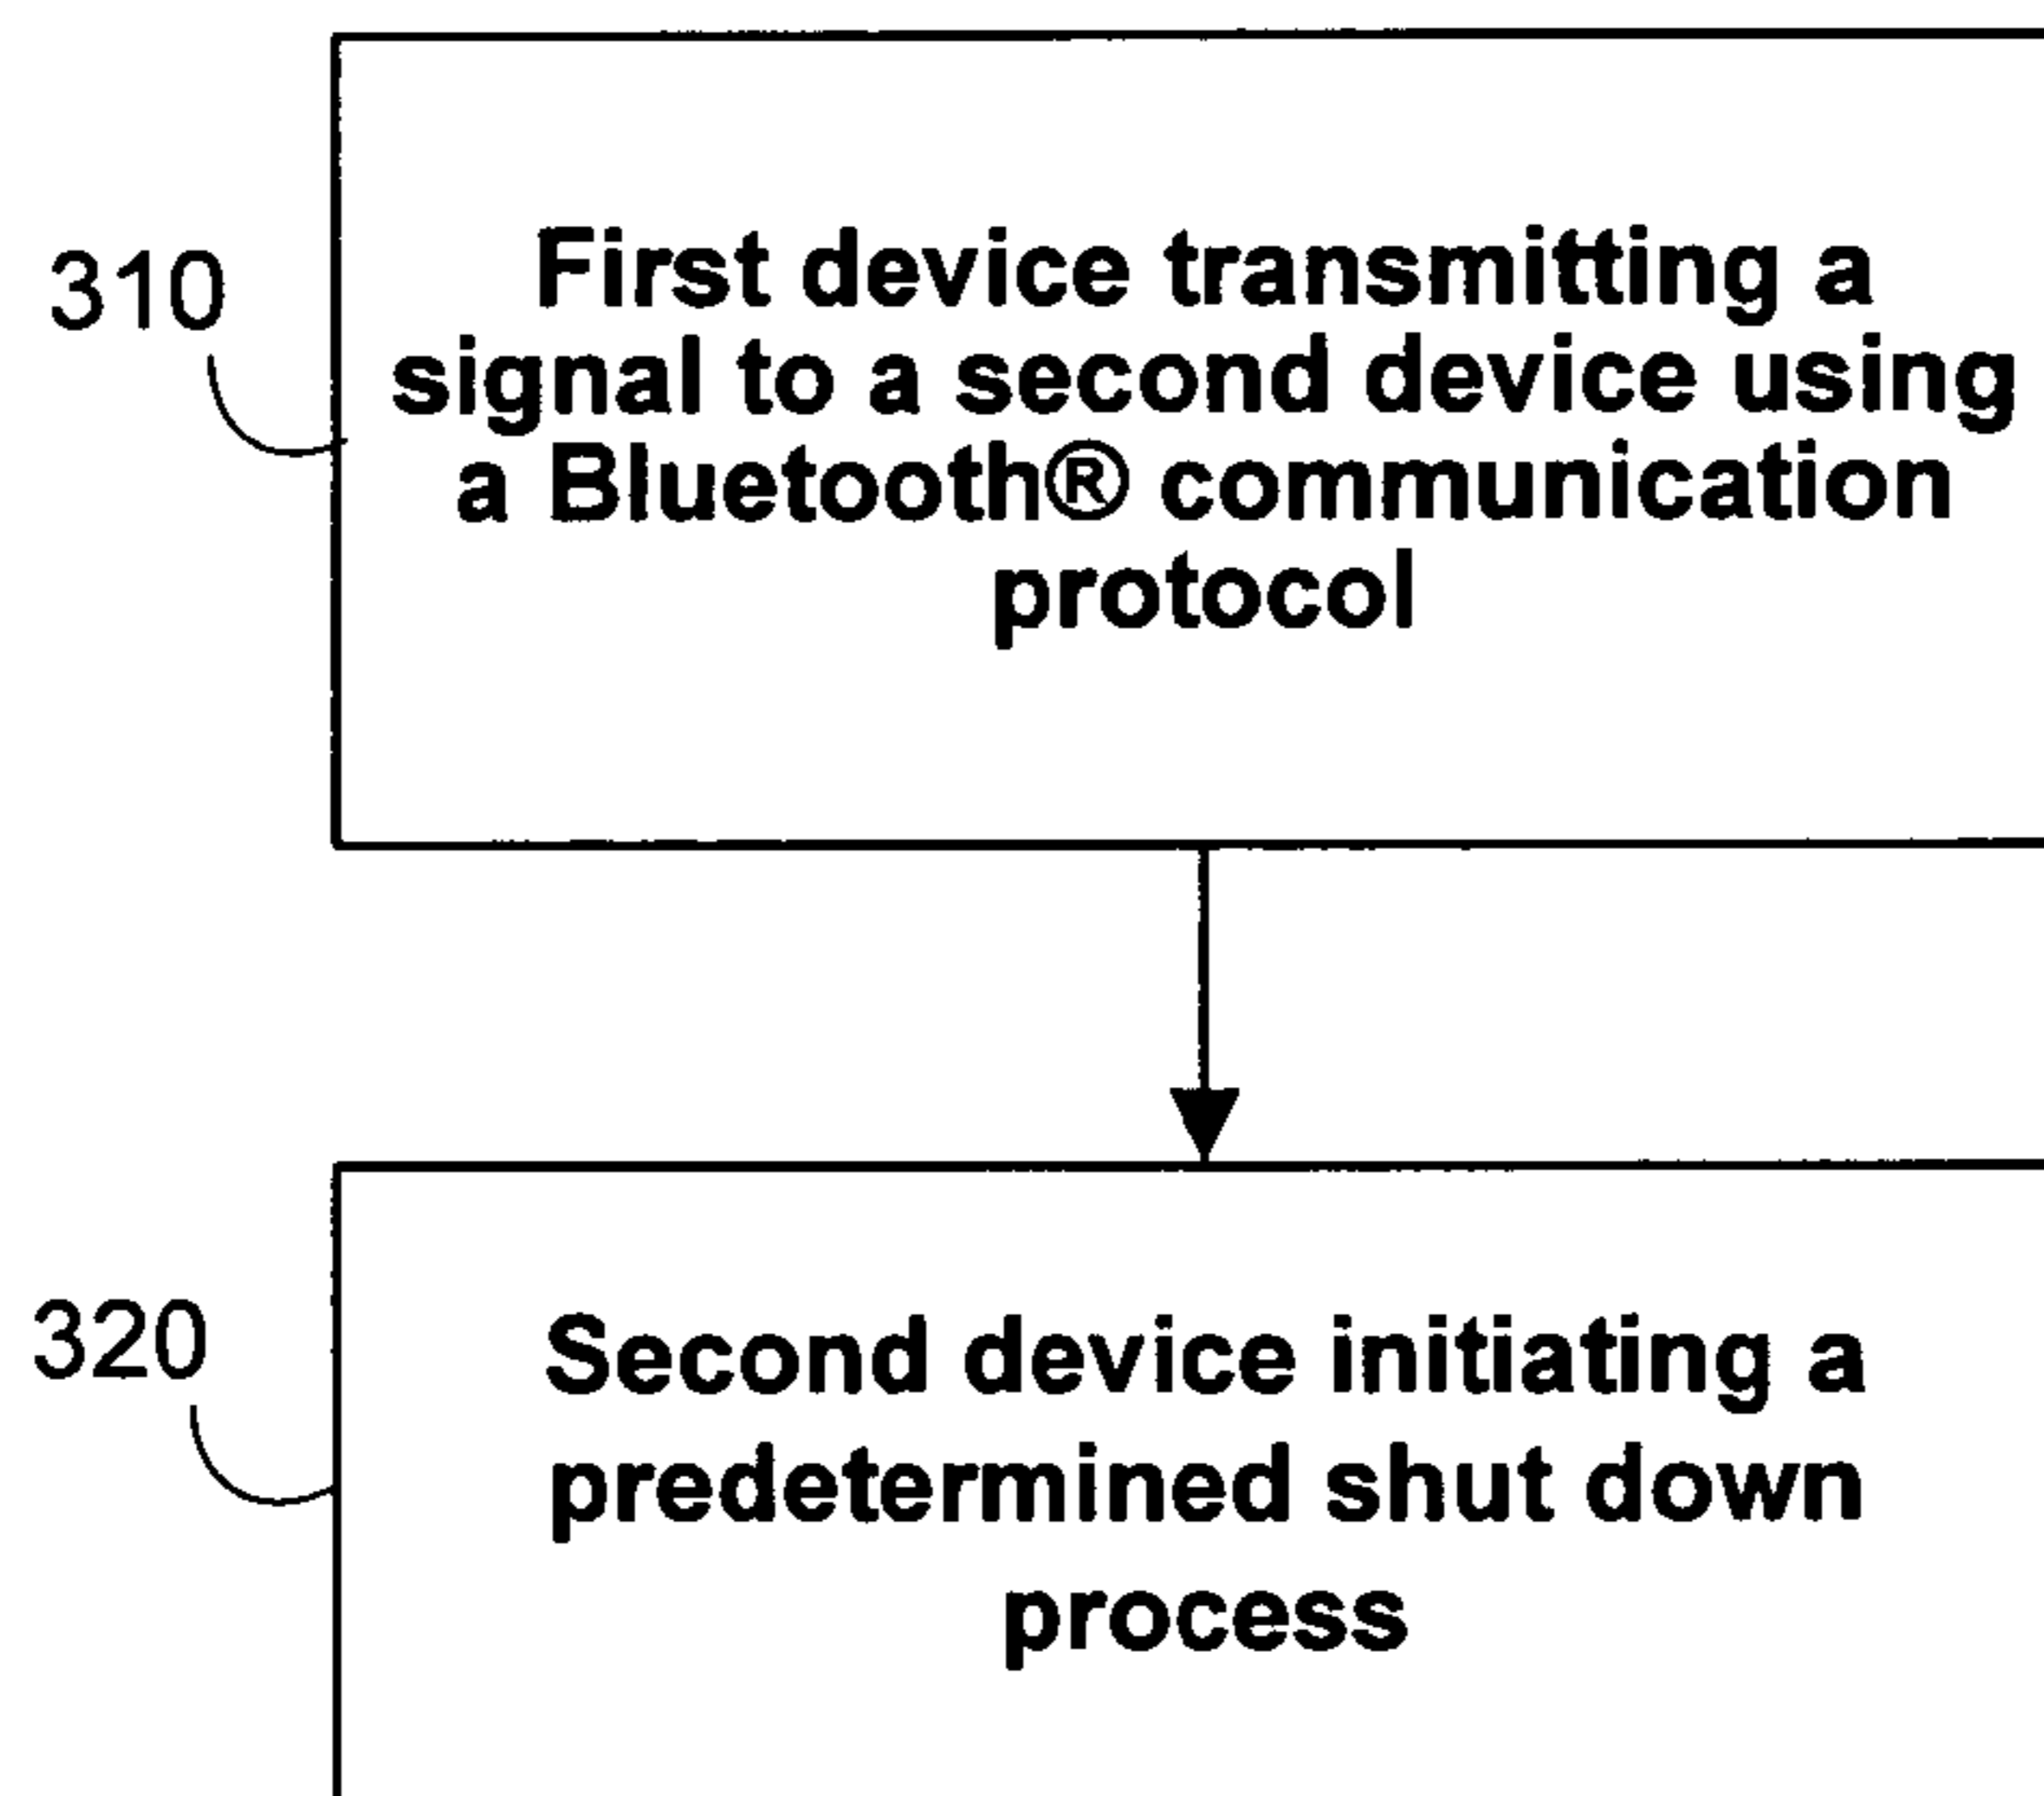 310
First device transmitting a
signal to a second device using
a Bluetooth® communication
protocol
320
Second device initiating a
predetermined shut down
process